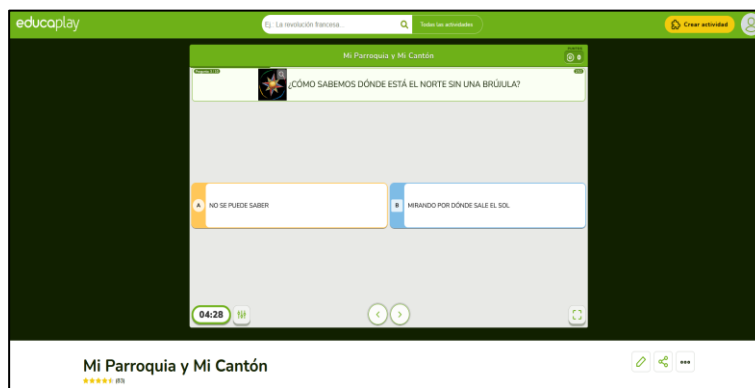 educaplay
La revolución francesa...
Todas las actividades
Crear actividad
Mi Parroquia y Mi Cantón
0
¿CÓMO SABEMOS DÓNDE ESTÁ EL NORTE SIN UNA BRÚJULA?
A NO SE PUEDE SABER
B MIRANDO POR DÓNDE SALE EL SOL
04:28
Mi Parroquia y Mi Cantón